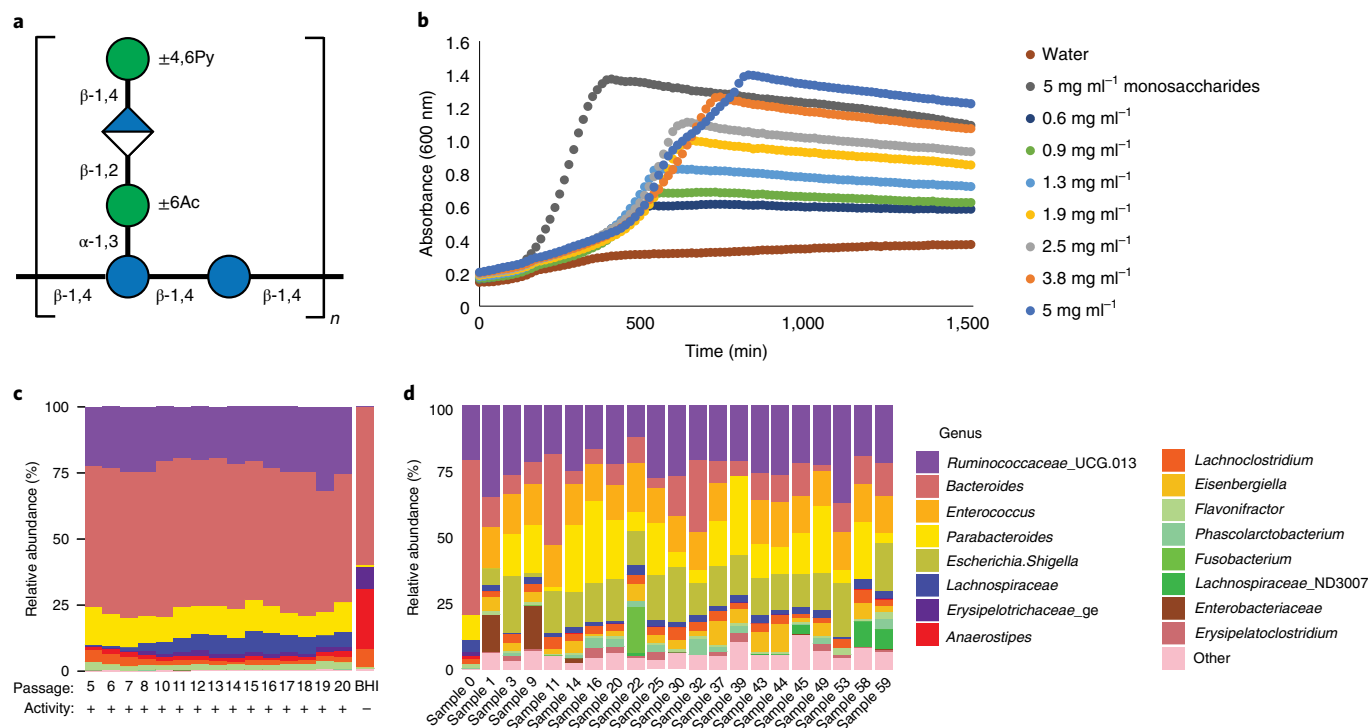 a
±4,6Py
β-1,4
β-1,2
±6Ac
α-1,3
β-1,4 β-1,4 β-1,4
n
b
Absorbance (600 nm)
1.6
1.4
1.2
1.0
0.8
0.6
0.4
0.2
0
0 500 1,000 1,500
Time (min)
Water
5 mg ml⁻¹ monosaccharides
0.6 mg ml⁻¹
0.9 mg ml⁻¹
1.3 mg ml⁻¹
1.9 mg ml⁻¹
2.5 mg ml⁻¹
3.8 mg ml⁻¹
5 mg ml⁻¹
c
Relative abundance (%)
100
75
50
25
0
Passage: 5 6 7 8 10 11 12 13 14 15 16 17 18 19 20 BHI
Activity: + + + + + + + + + + + + + + + –
d
Relative abundance (%)
100
75
50
25
0
Sample 0
Sample 1
Sample 3
Sample 9
Sample 11
Sample 14
Sample 16
Sample 20
Sample 22
Sample 25
Sample 30
Sample 32
Sample 37
Sample 39
Sample 43
Sample 44
Sample 45
Sample 49
Sample 53
Sample 58
Sample 59
Genus
Ruminococcaceae_UCG.013
Bacteroides
Enterococcus
Parabacteroides
Escherichia.Shigella
Lachnospiraceae
Erysipelotrichaceae_ge
Anaerostipes
Lachnoclostridium
Eisenbergiella
Flavonifractor
Phascolarctobacterium
Fusobacterium
Lachnospiraceae_ND3007
Enterobacteriaceae
Erysipelatoclostridium
Other